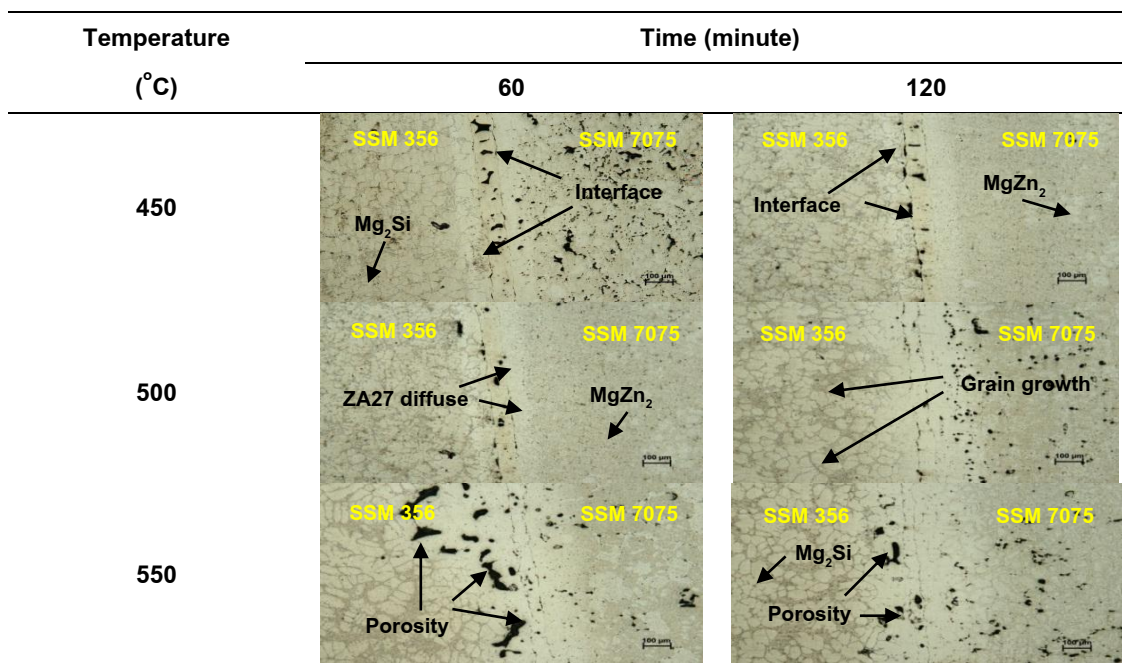 Temperature
(°C)
Time (minute)
60
120
450
SSM 356
SSM 7075
Interface
Mg₂Si
100 µm
SSM 356
SSM 7075
MgZn₂
Interface
100 µm
500
SSM 356
SSM 7075
ZA27 diffuse
MgZn₂
100 µm
SSM 356
SSM 7075
Grain growth
100 µm
550
SSM 356
SSM 7075
Porosity
100 µm
SSM 356
SSM 7075
Mg₂Si
Porosity
100 µm